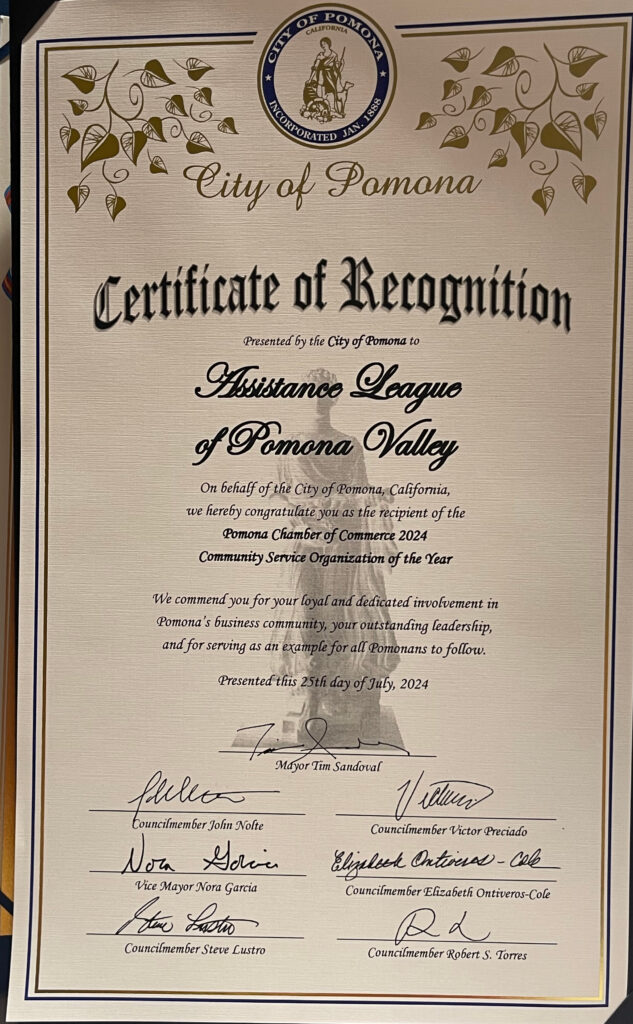 CITY OF POMONA
CALIFORNIA
INCORPORATED JAN. 1888
City of Pomona
Certificate of Recognition
Presented by the City of Pomona to
Assistance League
of Pomona Valley
On behalf of the City of Pomona, California,
we hereby congratulate you as the recipient of the
Pomona Chamber of Commerce 2024
Community Service Organization of the Year
We commend you for your loyal and dedicated involvement in
Pomona's business community, your outstanding leadership,
and for serving as an example for all Pomonans to follow.
Presented this 25th day of July, 2024
Mayor Tim Sandoval
Councilmember John Nolte
Victor
Councilmember Victor Preciado
Nora Garcia
Elizabeth Ontiveros-Cole
Vice Mayor Nora Garcia
Councilmember Elizabeth Ontiveros-Cole
Steve Lustro
Councilmember Steve Lustro
Councilmember Robert S. Torres